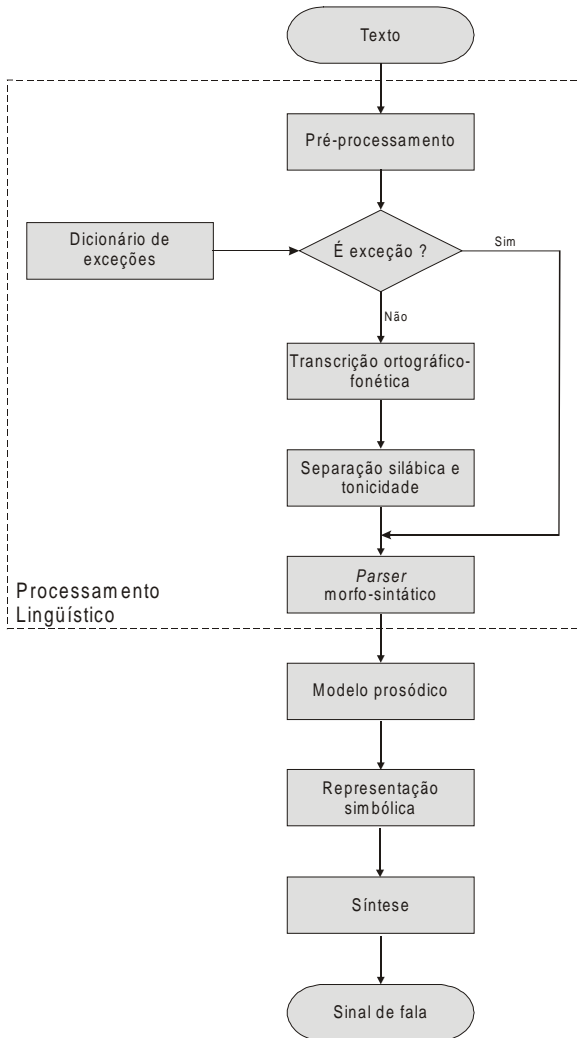 Texto
Pré-processamento
Dicionário de
exceções
É exceção ?
Sim
Não
Transcrição ortográfico-
fonética
Separação silábica e
tonicidade
Parser
morfo-sintático
Processamento
Lingüístico
Modelo prosódico
Representação
simbólica
Síntese
Sinal de fala